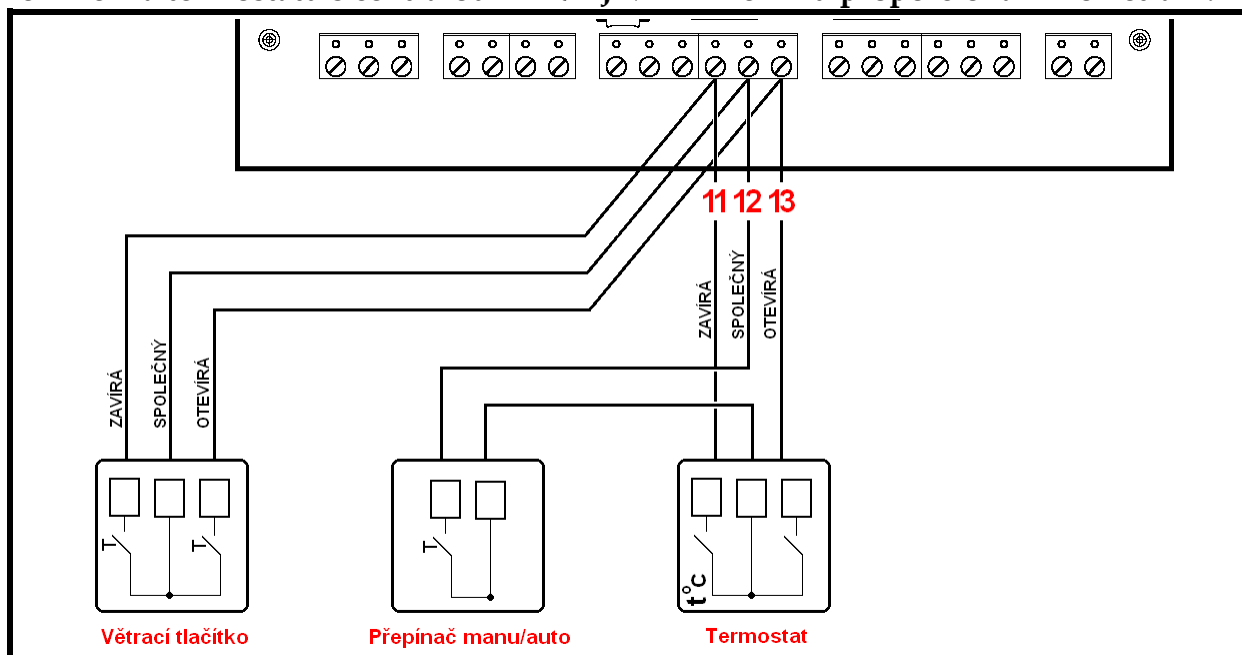 11 12 13
ZAVÍRÁ
SPOLEČNÝ
OTEVÍRÁ
ZAVÍRÁ
SPOLEČNÝ
OTEVÍRÁ
t°C
Větrací tlačítko
Přepínač manu/auto
Termostat